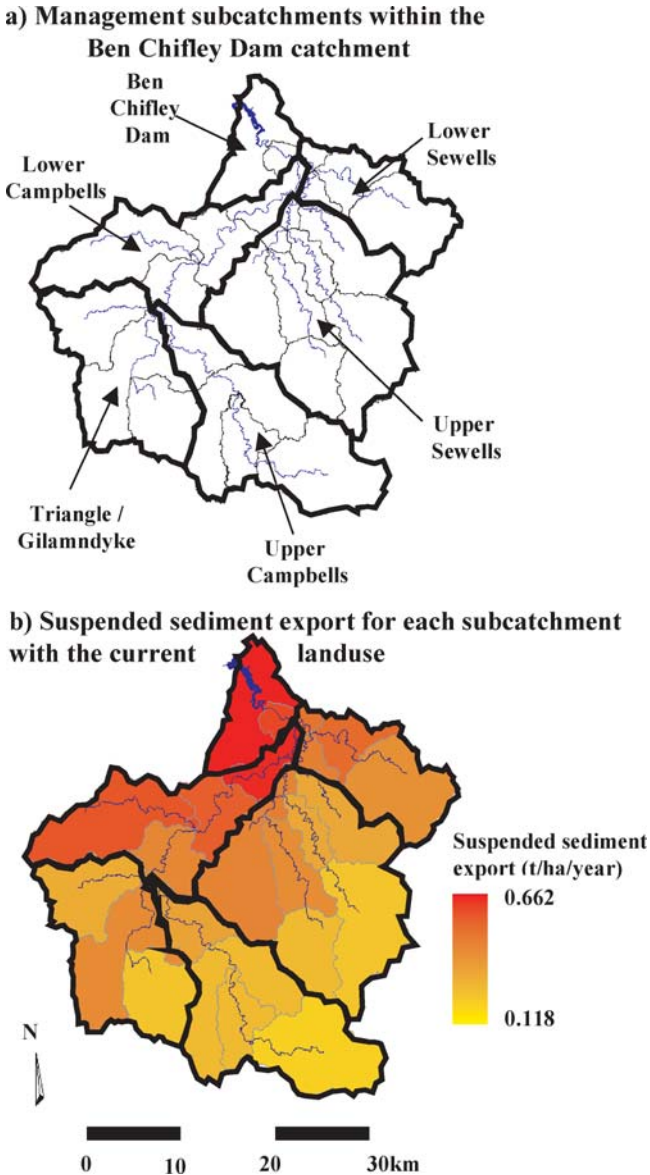 a) Management subcatchments within the
Ben Chifley Dam catchment
Ben
Chifley
Dam
Lower
Sewells
Lower
Campbells
Upper
Sewells
Triangle /
Gilamndyke
Upper
Campbells
b) Suspended sediment export for each subcatchment
with the current landuse
Suspended sediment
export (t/ha/year)
0.662
0.118
N
0 10 20 30km